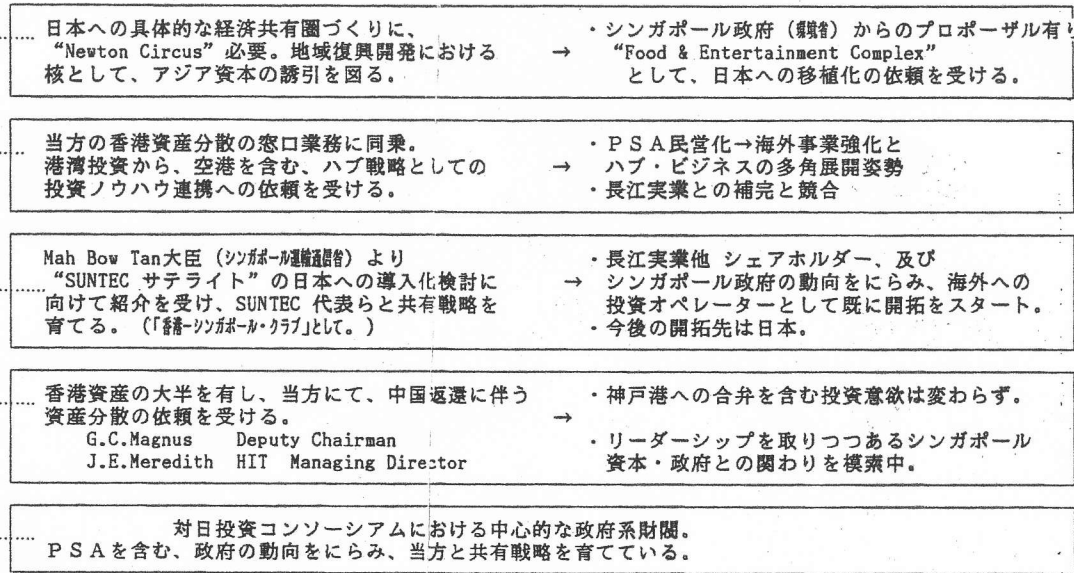 ……　日本への具体的な経済共有圏づくりに、
“Newton Circus” 必要。地域復興開発における
核として、アジア資本の誘引を図る。
→
・シンガポール政府（　）からのプロポーザル有り
“Food & Entertainment Complex”
として、日本への移植化の依頼を受ける。
……　当方の香港資産分散の窓口業務に同乗。
港湾投資から、空港を含む、ハブ戦略としての
投資ノウハウ連携への依頼を受ける。
→
・ＰＳＡ民営化→海外事業強化と
ハブ・ビジネスの多角展開姿勢
・長江実業との補完と競合
Mah Bow Tan大臣（シンガポール運輸通信省）より
“SUNTEC サテライト”の日本への導入化検討に
……　向けて紹介を受け、SUNTEC 代表らと共有戦略を
育てる。（「香港ーシンガポール・クラブ」として。）
・長江実業他 シェアホルダー、及び
→　シンガポール政府の動向をにらみ、海外への
投資オペレーターとして既に開拓をスタート。
・今後の開拓先は日本。
……　香港資産の大半を有し、当方にて、中国返還に伴う
資産分散の依頼を受ける。
G.C.Magnus　Deputy Chairman
J.E.Meredith　HIT　Managing Director
→
・神戸港への合弁を含む投資意欲は変わらず。
・リーダーシップを取りつつあるシンガポール
資本・政府との関わりを模索中。
対日投資コンソーシアムにおける中心的な政府系財閥。
……　ＰＳＡを含む、政府の動向をにらみ、当方と共有戦略を育てている。